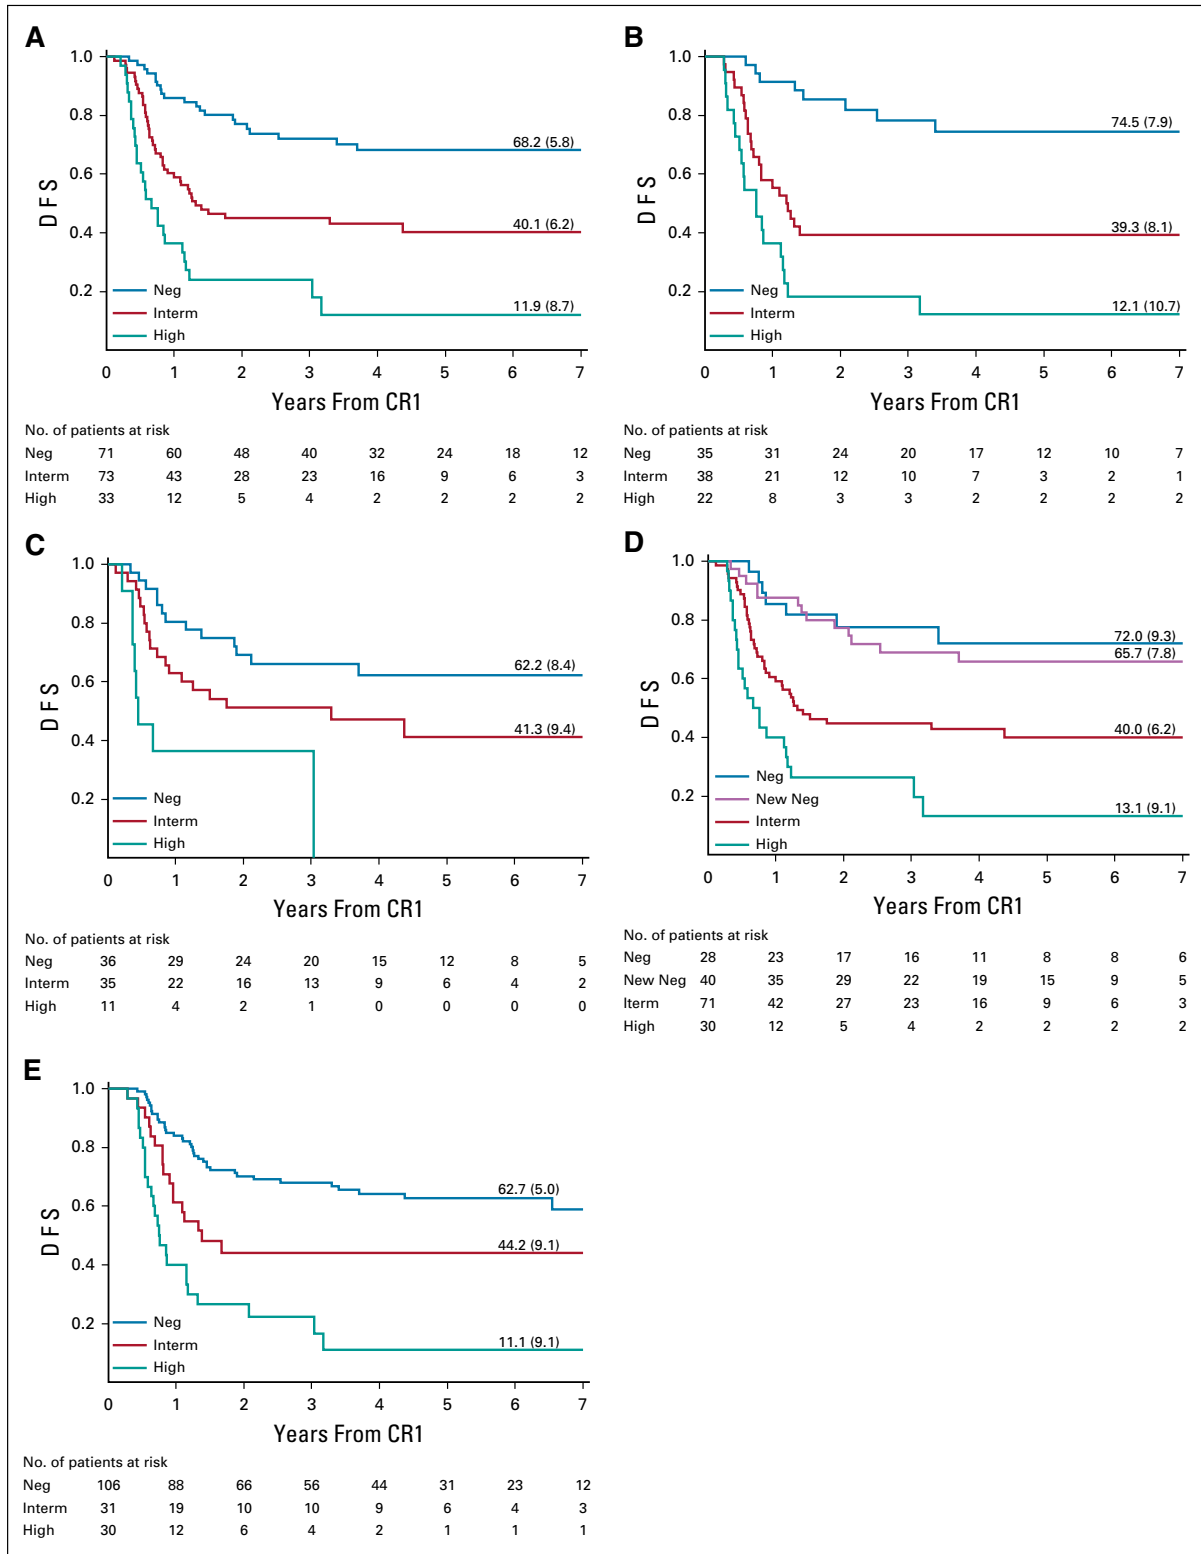 A
1.0
0.8
0.6
0.4
0.2
DFS
68.2 (5.8)
40.1 (6.2)
11.9 (8.7)
Neg
Interm
High
0 1 2 3 4 5 6 7
Years From CR1
No. of patients at risk
Neg 71 60 48 40 32 24 18 12
Interm 73 43 28 23 16 9 6 3
High 33 12 5 4 2 2 2 2
B
1.0
0.8
0.6
0.4
0.2
DFS
74.5 (7.9)
39.3 (8.1)
12.1 (10.7)
Neg
Interm
High
0 1 2 3 4 5 6 7
Years From CR1
No. of patients at risk
Neg 35 31 24 20 17 12 10 7
Interm 38 21 12 10 7 3 2 1
High 22 8 3 3 2 2 2 2
C
1.0
0.8
0.6
0.4
0.2
DFS
62.2 (8.4)
41.3 (9.4)
Neg
Interm
High
0 1 2 3 4 5 6 7
Years From CR1
No. of patients at risk
Neg 36 29 24 20 15 12 8 5
Interm 35 22 16 13 9 6 4 2
High 11 4 2 1 0 0 0 0
D
1.0
0.8
0.6
0.4
0.2
DFS
72.0 (9.3)
65.7 (7.8)
40.0 (6.2)
13.1 (9.1)
Neg
New Neg
Interm
High
0 1 2 3 4 5 6 7
Years From CR1
No. of patients at risk
Neg 28 23 17 16 11 8 8 6
New Neg 40 35 29 22 19 15 9 5
Iterm 71 42 27 23 16 9 6 3
High 30 12 5 4 2 2 2 2
E
1.0
0.8
0.6
0.4
0.2
DFS
62.7 (5.0)
44.2 (9.1)
11.1 (9.1)
Neg
Interm
High
0 1 2 3 4 5 6 7
Years From CR1
No. of patients at risk
Neg 106 88 66 56 44 31 23 12
Interm 31 19 10 10 9 6 4 3
High 30 12 6 4 2 1 1 1